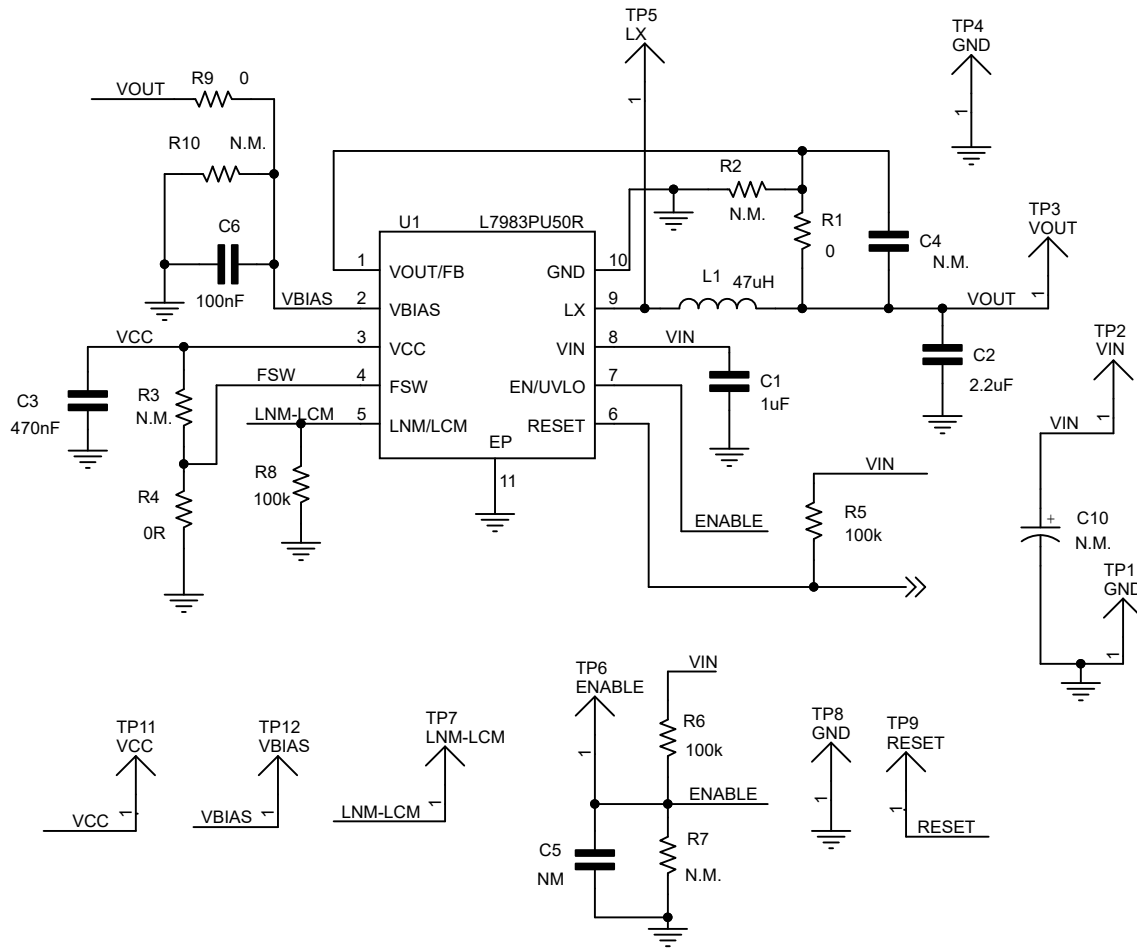 TP5
LX
1
TP4
GND
1
VOUT
R9
0
R10
N.M.
C6
100nF
VBIAS
U1
L7983PU50R
1
VOUT/FB
2
VBIAS
3
VCC
4
FSW
5
LNM/LCM
10
GND
9
LX
8
VIN
7
EN/UVLO
6
RESET
EP
11
R2
N.M.
R1
0
C4
N.M.
L1
47uH
VOUT
TP3
VOUT
1
C2
2.2uF
VIN
C1
1uF
VCC
C3
470nF
R3
N.M.
FSW
R4
0R
LNM-LCM
R8
100k
ENABLE
VIN
R5
100k
TP2
VIN
1
VIN
+
C10
N.M.
TP1
GND
1
TP11
VCC
1
VCC
TP12
VBIAS
1
VBIAS
TP7
LNM-LCM
1
LNM-LCM
TP6
ENABLE
1
VIN
R6
100k
ENABLE
C5
NM
R7
N.M.
TP8
GND
1
TP9
RESET
1
RESET